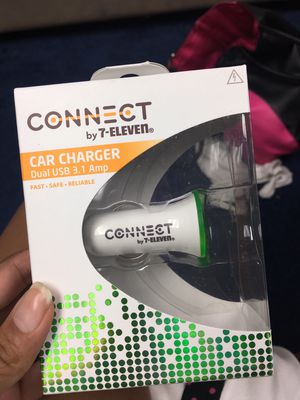 CONNECT
by 7-ELEVEn®
CAR CHARGER
Dual USB 3.1 Amp
FAST • SAFE • RELIABLE
CONNECT
by 7-ELEVEn®